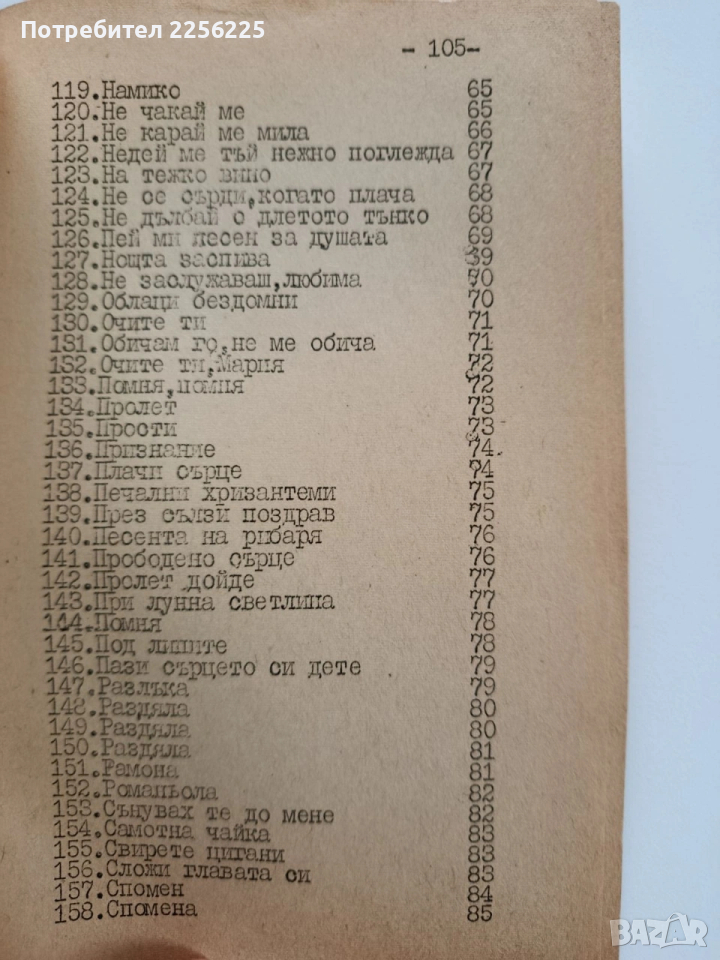 Потребител 2256225
- 105-
119.Намико 65
120.Не чакай ме 65
121.Не карай ме мила 66
122.Недей ме тъй нежно поглежда 67
123.На тежко вино 67
124.Не се сърди,когато плача 68
125.Не дълбай с длетото тънко 68
126.Пей ми песен за душата 69
127.Нощта заспива 39
128.Не заслужаваш,любима 70
129.Облаци бездомни 70
130.Очите ти 71
131.Обичам го,не ме обича 71
132.Очите ти,Мария 72
133.Помня,помня 72
134.Пролет 73
135.Прости 73
136.Признание 74
137.Плачи сърце 74
138.Печални хризантеми 75
139.През сълзи поздрав 75
140.Песента на рибаря 76
141.Прободено сърце 76
142.Пролет дойде 77
143.При лунна светлина 77
144.Помня 78
145.Под липите 78
146.Пази сърцето си дете 79
147.Разлъка 79
148.Раздяла 80
149.Раздяла 80
150.Раздяла 81
151.Рамона 81
152.Романьола 82
153.Сънувах те до мене 82
154.Самотна чайка 83
155.Свирете цигани 83
156.Сложи главата си 83
157.Спомен 84
158.Спомена 85
BAZAR